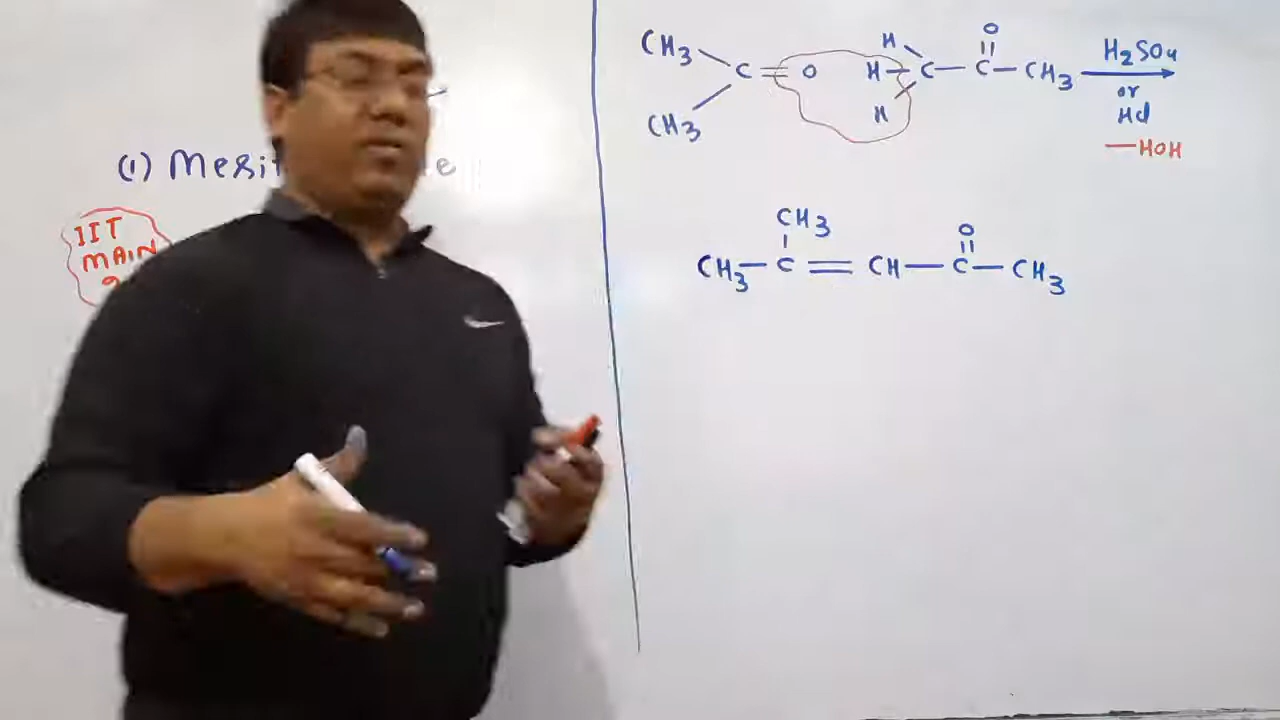 (1) Mesit
IIT
MAIN
CH3
C = O
CH3
H
H — C — C — CH3
O
H
H2SO4
or
Hcl
—HOH
CH3
O
CH3 — C = CH — C — CH3